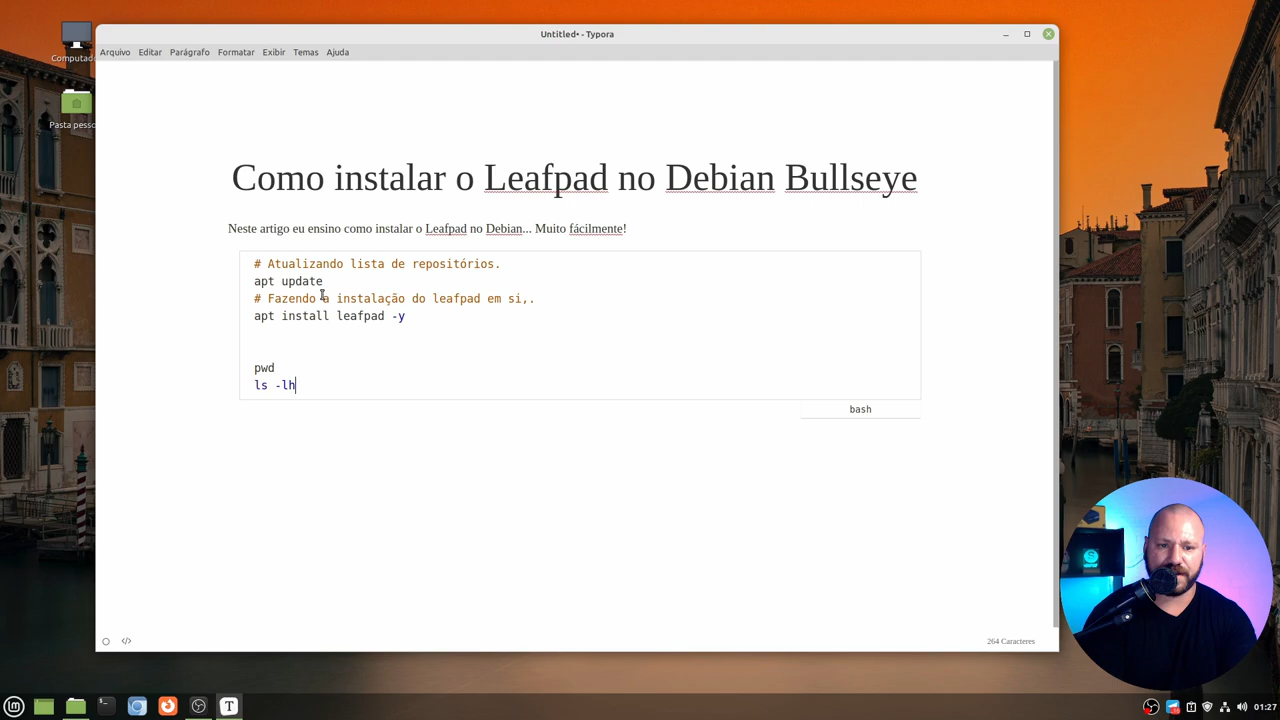 Computado
Pasta pesso
Untitled• - Typora
Arquivo Editar Parágrafo Formatar Exibir Temas Ajuda
Como instalar o Leafpad no Debian Bullseye
Neste artigo eu ensino como instalar o Leafpad no Debian... Muito fácilmente!
# Atualizando lista de repositórios.
apt update
# Fazendo a instalação do leafpad em si,.
apt install leafpad -y
pwd
ls -lh
bash
</>
264 Caracteres
T
01:27